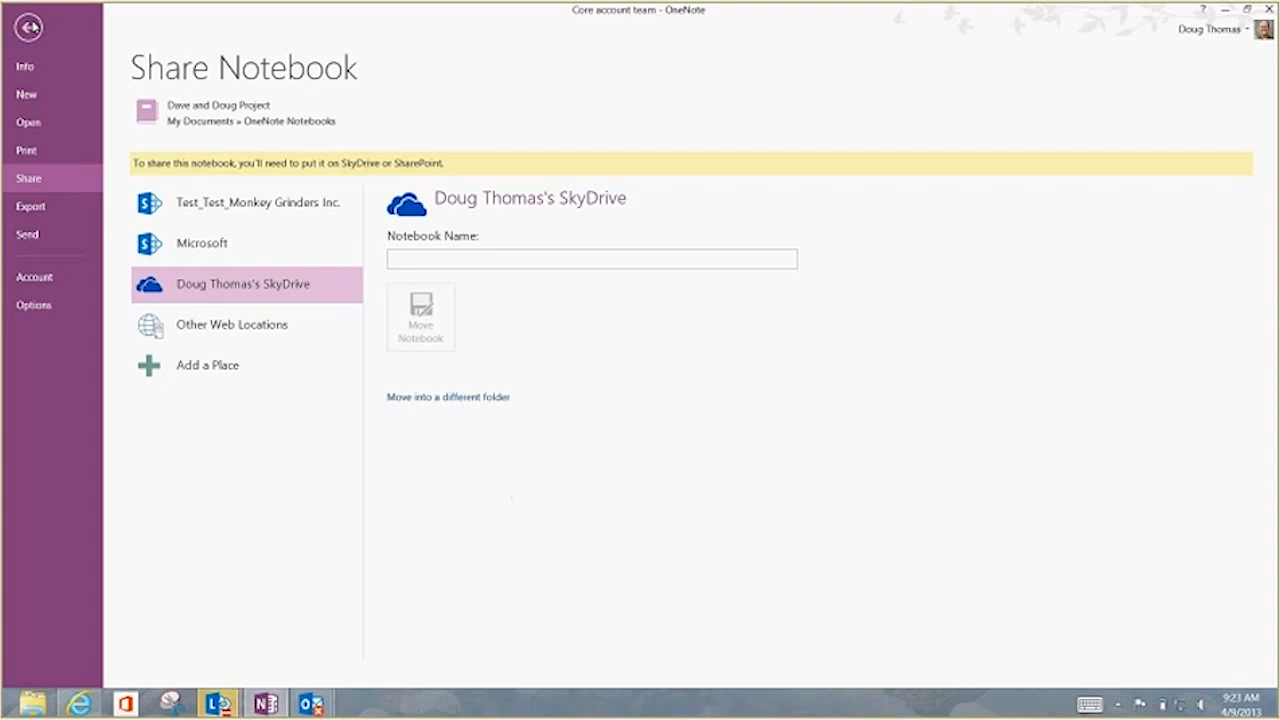 Core account team - OneNote
?
Doug Thomas
Info
New
Open
Print
Share
Export
Send
Account
Options
Share Notebook
Dave and Doug Project
My Documents » OneNote Notebooks
To share this notebook, you'll need to put it on SkyDrive or SharePoint.
Test_Test_Monkey Grinders Inc.
Microsoft
Doug Thomas's SkyDrive
Other Web Locations
Add a Place
Doug Thomas's SkyDrive
Notebook Name:
Move
Notebook
Move into a different folder
9:23 AM
4/9/2013